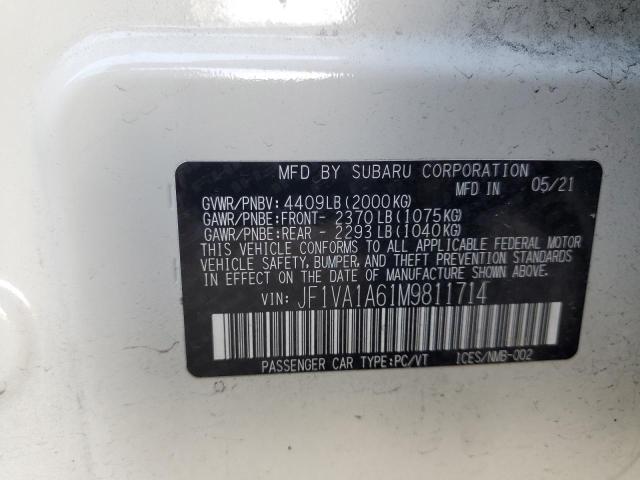 MFD BY SUBARU CORPORATION
MFD IN 05/21
GVWR/PNBV: 4409LB(2000KG)
GAWR/PNBE:FRONT- 2370LB(1075KG)
GAWR/PNBE:REAR - 2293LB(1040KG)
THIS VEHICLE CONFORMS TO ALL APPLICABLE FEDERAL MOTOR
VEHICLE SAFETY, BUMPER, AND THEFT PREVENTION STANDARDS
IN EFFECT ON THE DATE OF MANUFACTURE SHOWN ABOVE.
VIN: JF1VA1A61M9811714
PASSENGER CAR TYPE:PC/VT ICES/NMB-002